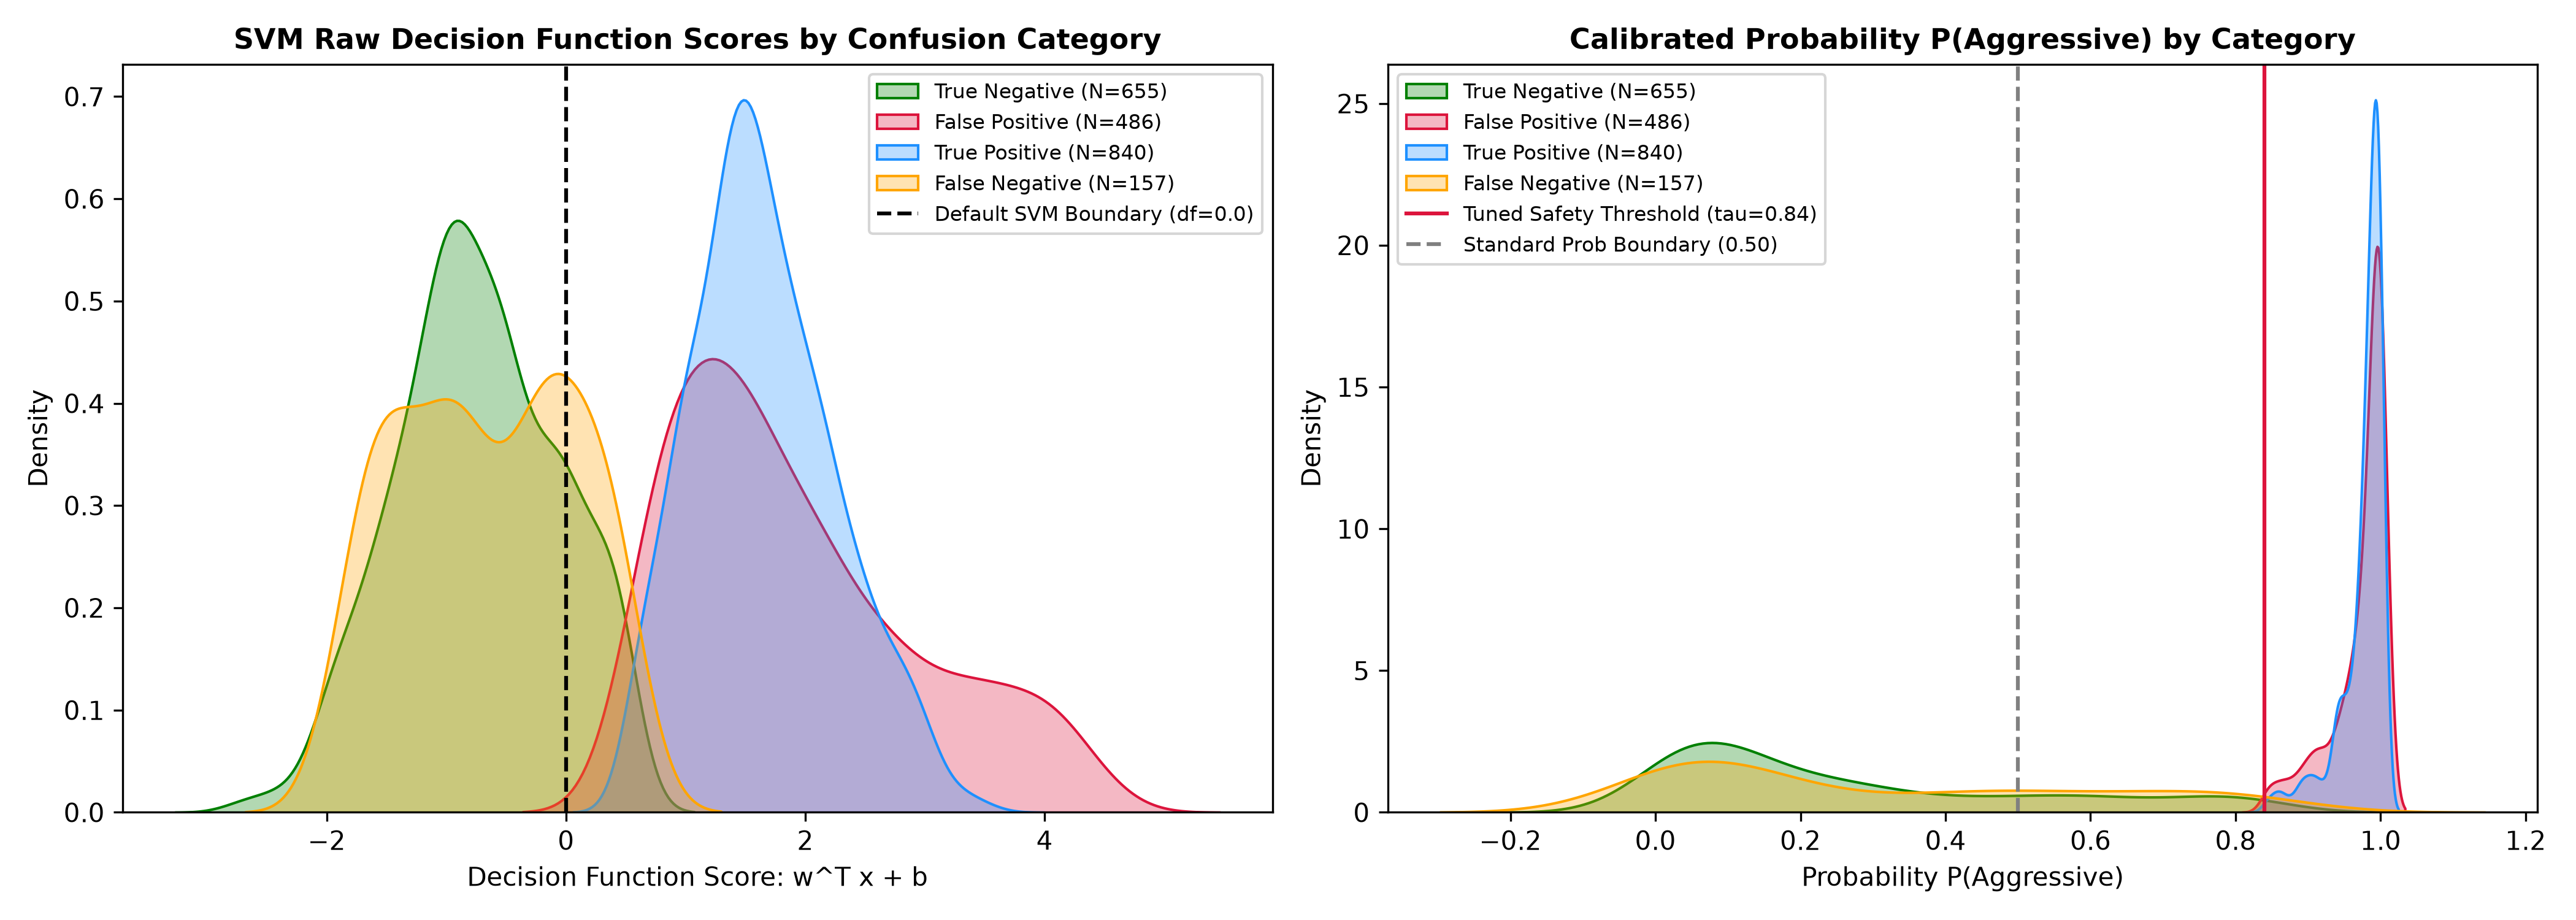 SVM Raw Decision Function Scores by Confusion Category
True Negative (N=655)
False Positive (N=486)
True Positive (N=840)
False Negative (N=157)
Default SVM Boundary (df=0.0)
Density
0.7
0.6
0.5
0.4
0.3
0.2
0.1
0.0
−2 0 2 4
Decision Function Score: w^T x + b
Calibrated Probability P(Aggressive) by Category
True Negative (N=655)
False Positive (N=486)
True Positive (N=840)
False Negative (N=157)
Tuned Safety Threshold (tau=0.84)
Standard Prob Boundary (0.50)
Density
25
20
15
10
5
0
−0.2 0.0 0.2 0.4 0.6 0.8 1.0 1.2
Probability P(Aggressive)